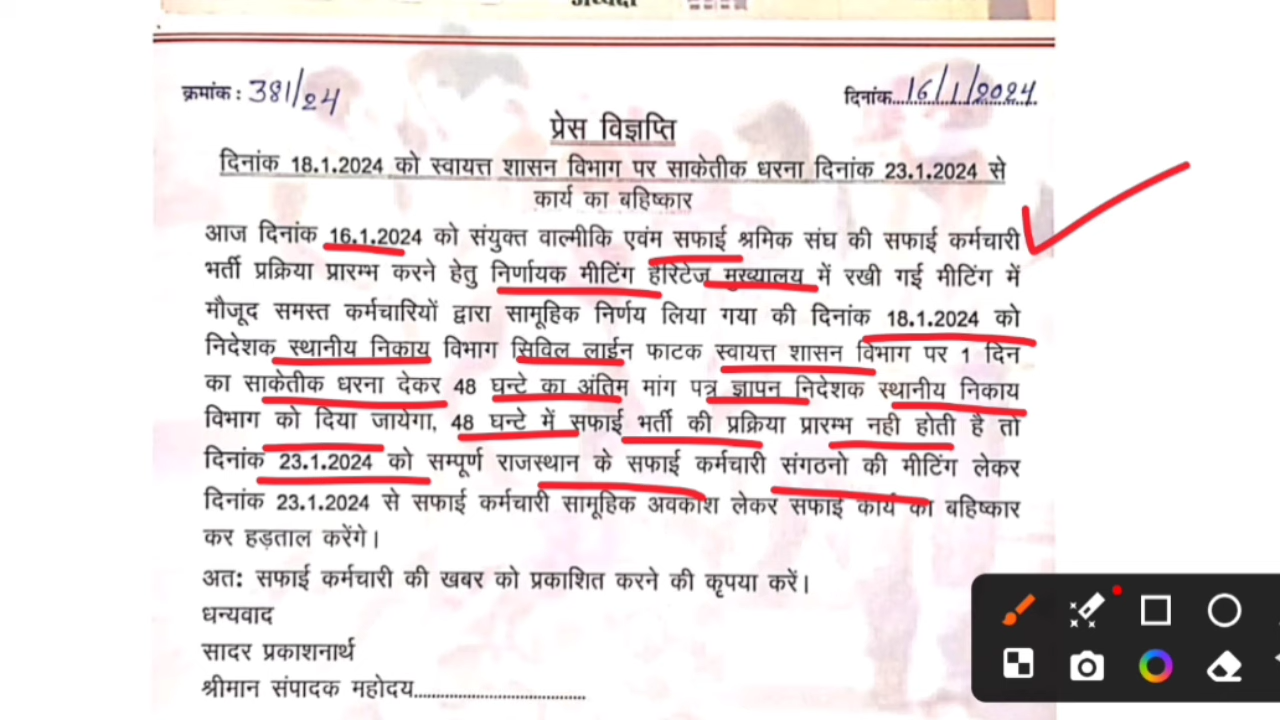 क्रमांक : 381/24
दिनांक 16/1/2024
प्रेस विज्ञप्ति
दिनांक 18.1.2024 को स्वायत्त शासन विभाग पर साकेतीक धरना दिनांक 23.1.2024 से
कार्य का बहिष्कार
आज दिनांक 16.1.2024 को संयुक्त वाल्मीकि एवंम सफाई श्रमिक संघ की सफाई कर्मचारी
भर्ती प्रक्रिया प्रारम्भ करने हेतु निर्णायक मीटिंग हैरिटेज मुख्यालय में रखी गई मीटिंग में
मौजूद समस्त कर्मचारियों द्वारा सामूहिक निर्णय लिया गया की दिनांक 18.1.2024 को
निदेशक स्थानीय निकाय विभाग सिविल लाईन फाटक स्वायत्त शासन विभाग पर 1 दिन
का साकेतीक धरना देकर 48 घन्टे का अंतिम मांग पत्र ज्ञापन निदेशक स्थानीय निकाय
विभाग को दिया जायेगा, 48 घन्टे में सफाई भर्ती की प्रक्रिया प्रारम्भ नही होती है तो
दिनांक 23.1.2024 को सम्पूर्ण राजस्थान के सफाई कर्मचारी संगठनो की मीटिंग लेकर
दिनांक 23.1.2024 से सफाई कर्मचारी सामूहिक अवकाश लेकर सफाई कार्य का बहिष्कार
कर हड़ताल करेंगे।
अतः सफाई कर्मचारी की खबर को प्रकाशित करने की कृपया करें।
धन्यवाद
सादर प्रकाशनार्थ
श्रीमान संपादक महोदय.....................................